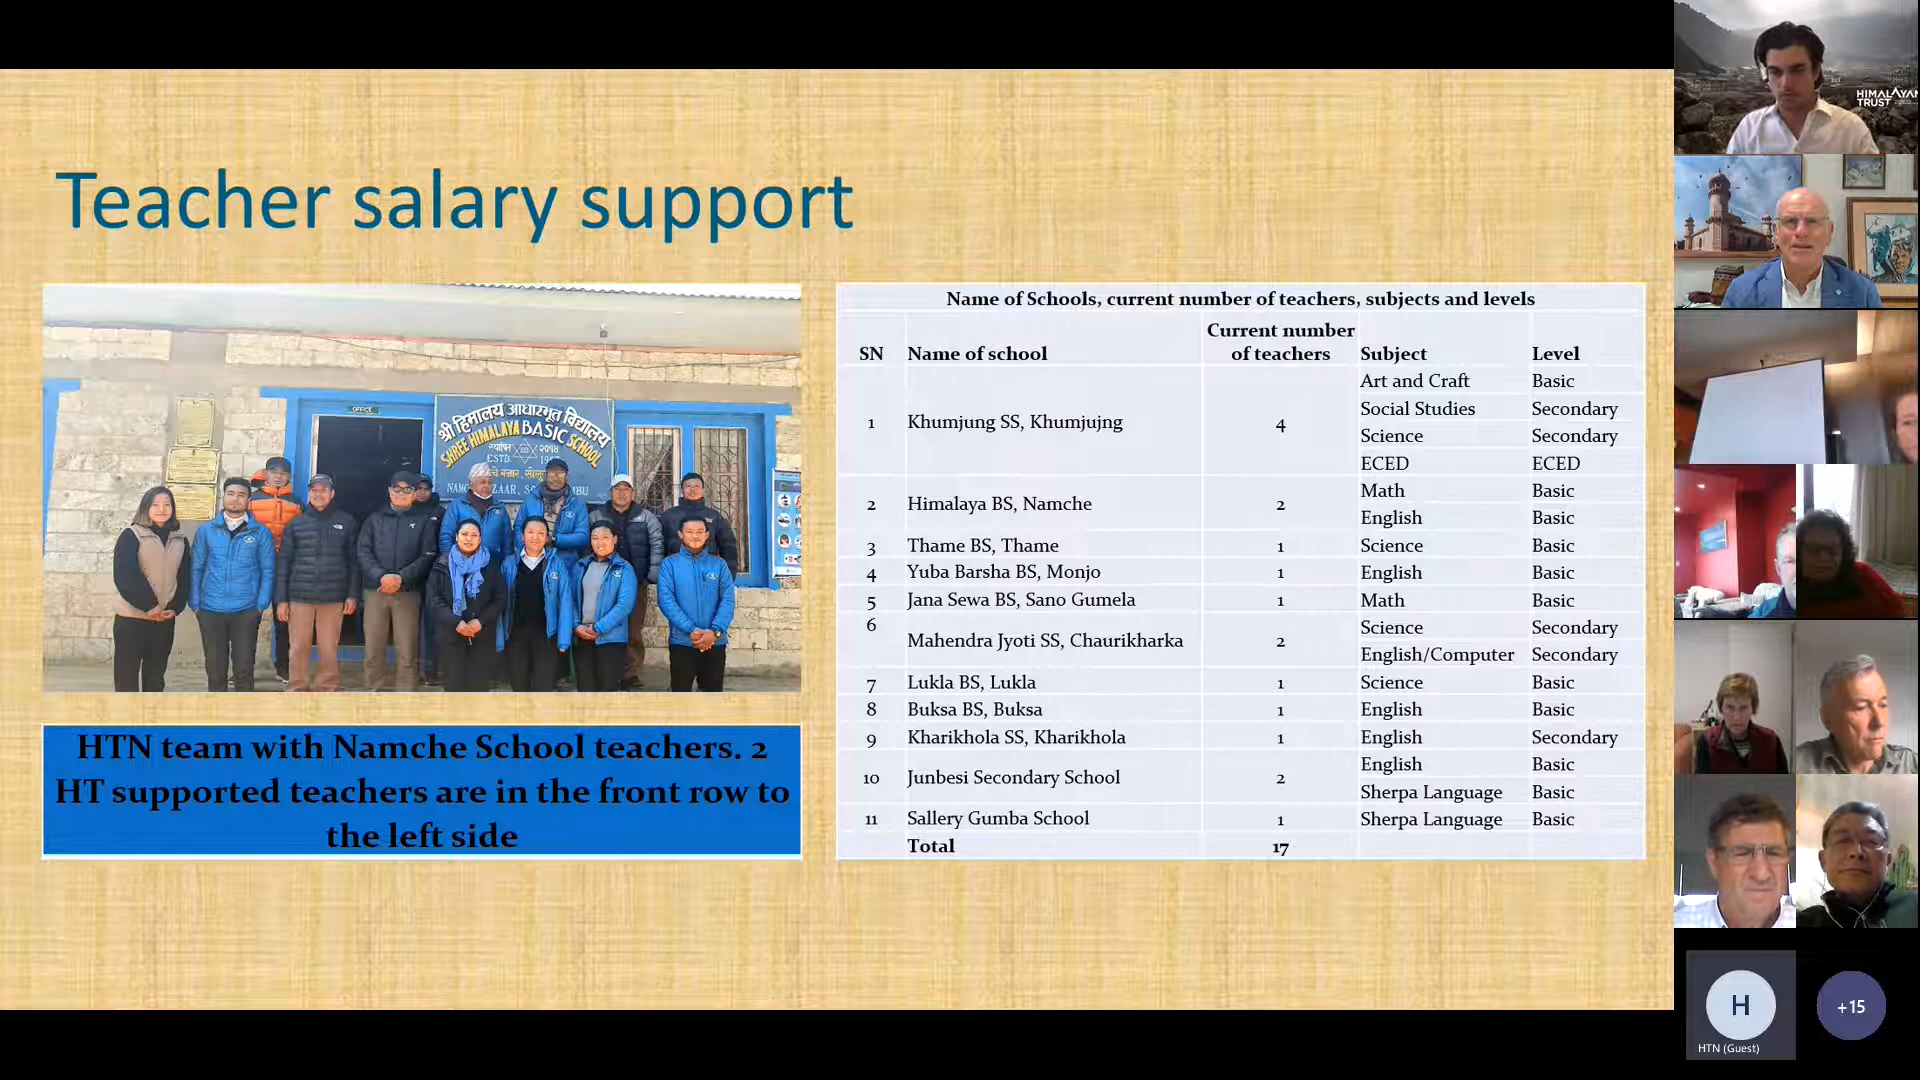 Teacher salary support
श्री हिमालय आधारभूत विद्यालय
SHREE HIMALAYA BASIC SCHOOL
स्थापित २०१४
ESTD.
HTN team with Namche School teachers. 2
HT supported teachers are in the front row to
the left side
Name of Schools, current number of teachers, subjects and levels
SN Name of school Current number of teachers Subject Level
1 Khumjung SS, Khumjujng 4 Art and Craft Basic
Social Studies Secondary
Science Secondary
ECED ECED
2 Himalaya BS, Namche 2 Math Basic
English Basic
3 Thame BS, Thame 1 Science Basic
4 Yuba Barsha BS, Monjo 1 English Basic
5 Jana Sewa BS, Sano Gumela 1 Math Basic
6 Mahendra Jyoti SS, Chaurikharka 2 Science Secondary
English/Computer Secondary
7 Lukla BS, Lukla 1 Science Basic
8 Buksa BS, Buksa 1 English Basic
9 Kharikhola SS, Kharikhola 1 English Secondary
10 Junbesi Secondary School 2 English Basic
Sherpa Language Basic
11 Sallery Gumba School 1 Sherpa Language Basic
Total 17
HIMALAYAN
TRUST
H
HTN (Guest)
+15